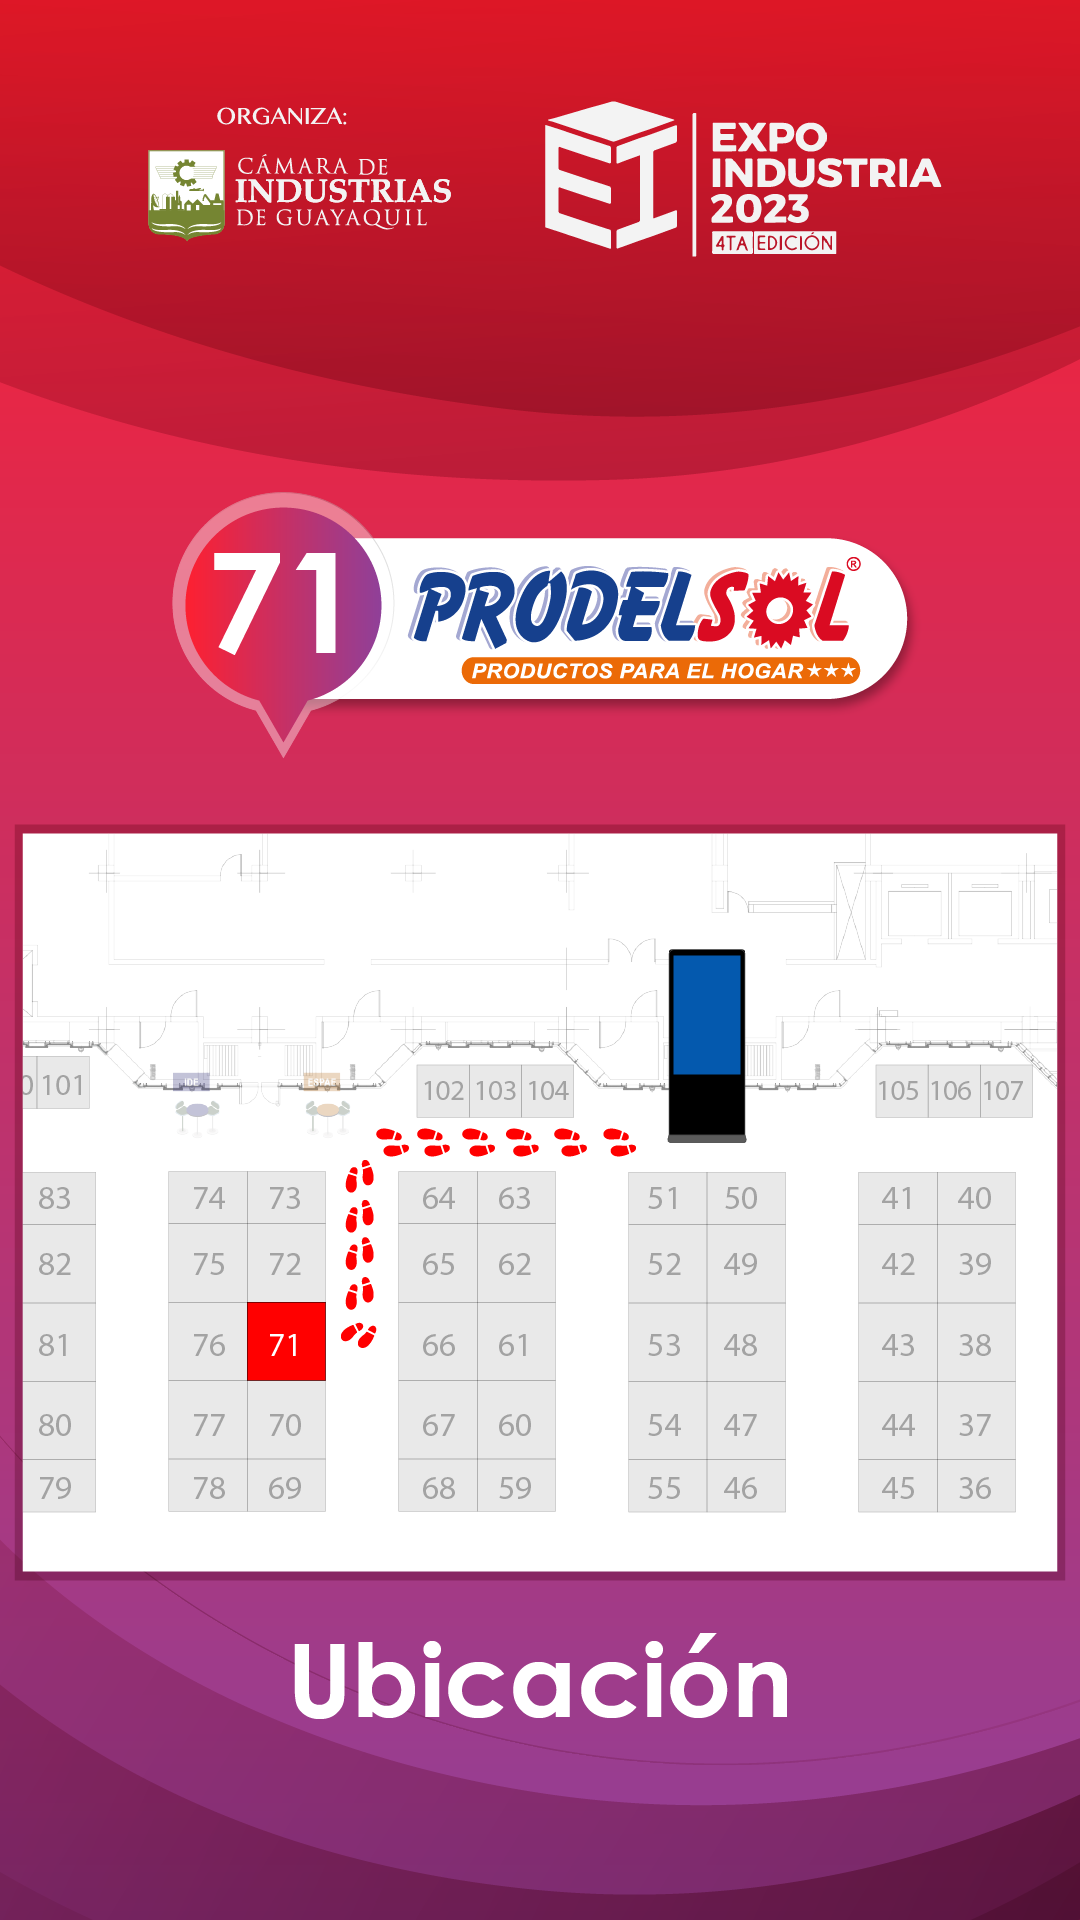 ORGANIZA:
CÁMARA DE
INDUSTRIAS
DE GUAYAQUIL
EXPO
INDUSTRIA
2023
4TA EDICIÓN
71
PRODELSOL®
PRODUCTOS PARA EL HOGAR★★★
0 101
IDE
ESPAE
102 103 104
105 106 107
83 74 73 64 63 51 50 41 40
82 75 72 65 62 52 49 42 39
81 76 71 66 61 53 48 43 38
80 77 70 67 60 54 47 44 37
79 78 69 68 59 55 46 45 36
Ubicación